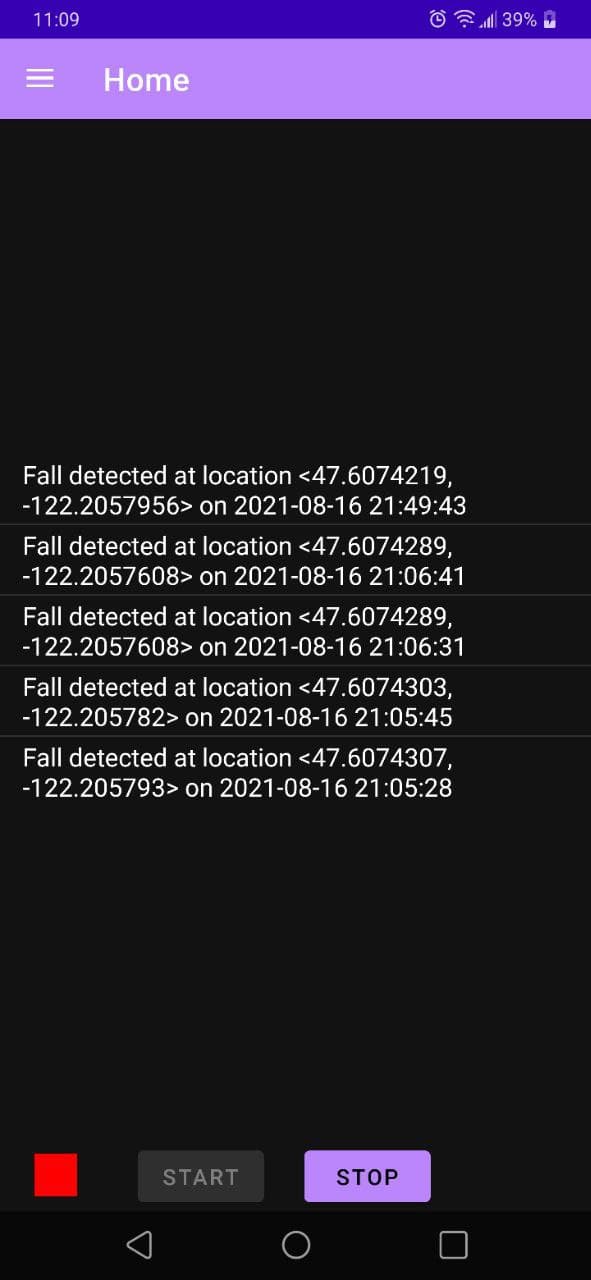 11:09
39%
Home
Fall detected at location <47.6074219,
-122.2057956> on 2021-08-16 21:49:43
Fall detected at location <47.6074289,
-122.2057608> on 2021-08-16 21:06:41
Fall detected at location <47.6074289,
-122.2057608> on 2021-08-16 21:06:31
Fall detected at location <47.6074303,
-122.205782> on 2021-08-16 21:05:45
Fall detected at location <47.6074307,
-122.205793> on 2021-08-16 21:05:28
START
STOP